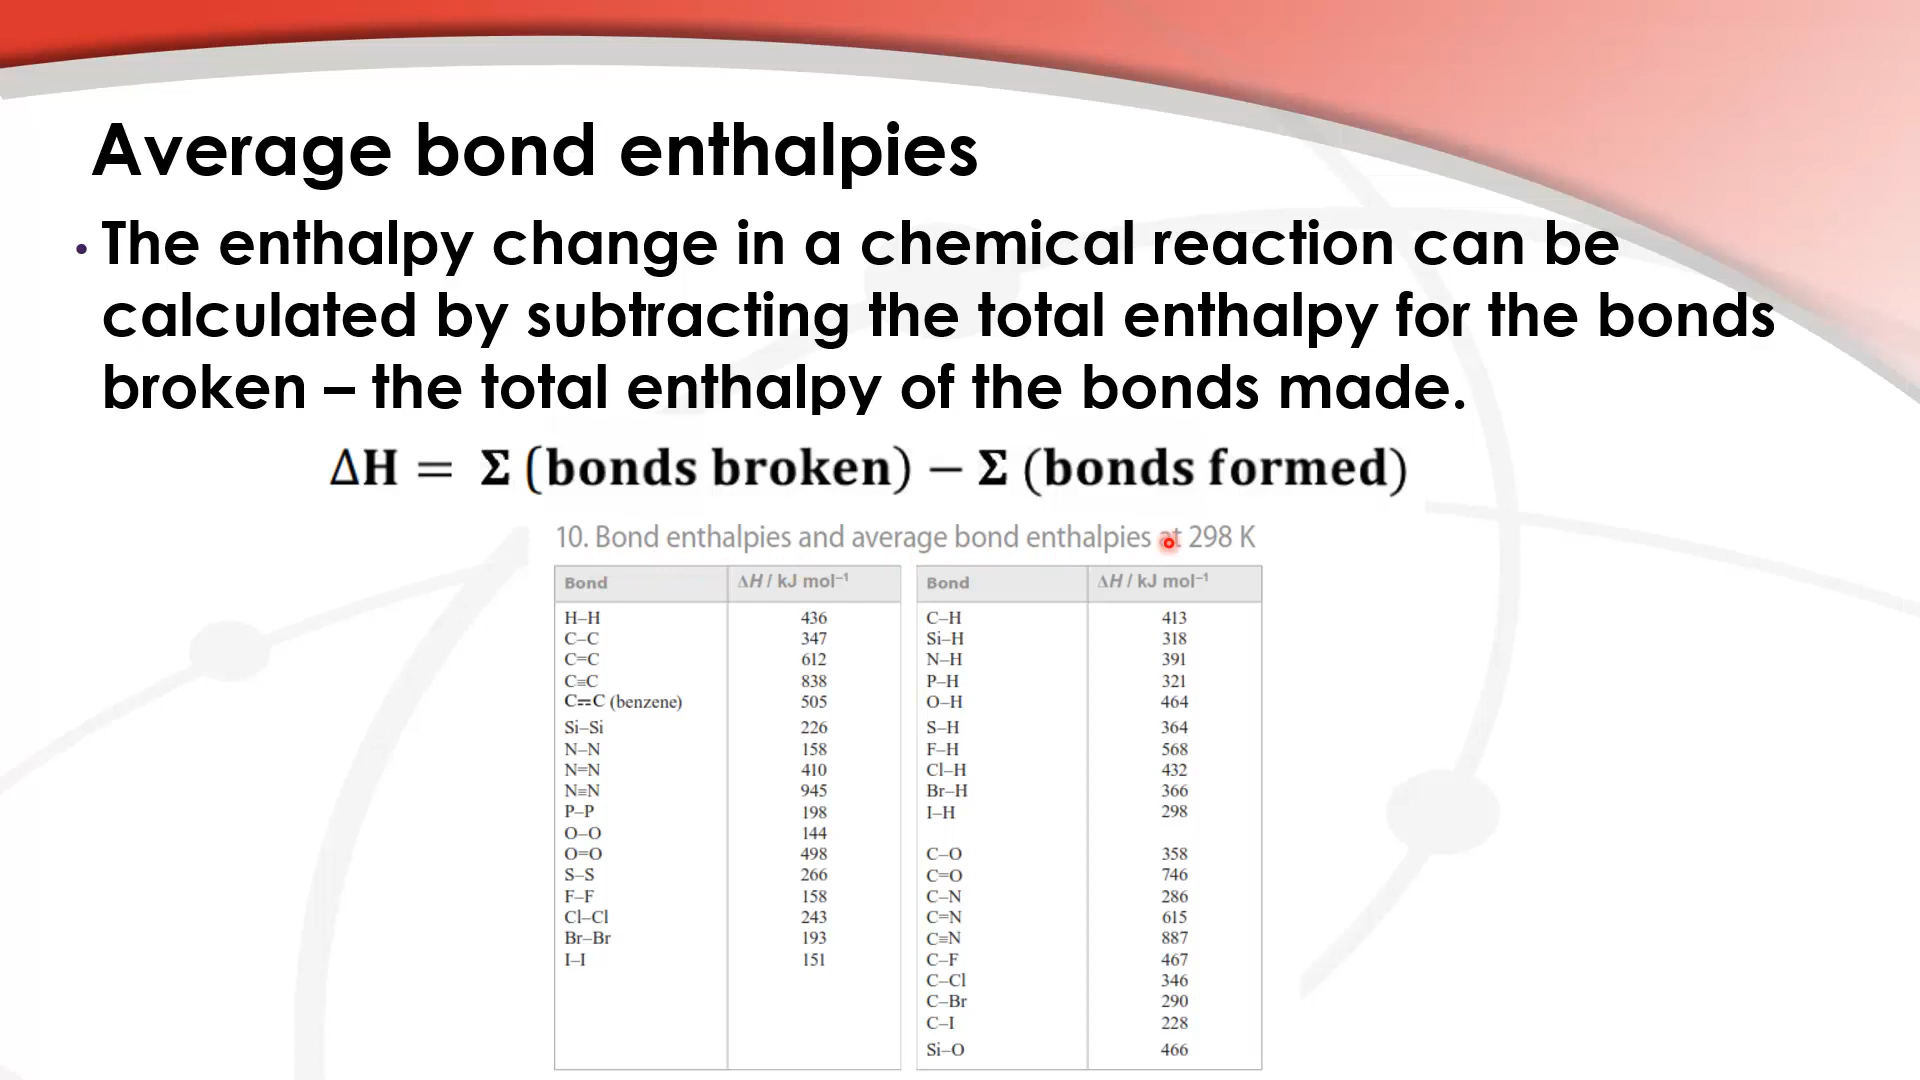 Average bond enthalpies
• The enthalpy change in a chemical reaction can be
calculated by subtracting the total enthalpy for the bonds
broken – the total enthalpy of the bonds made.
ΔH = Σ (bonds broken) − Σ (bonds formed)
10. Bond enthalpies and average bond enthalpies at 298 K
Bond ΔH / kJ mol⁻¹ Bond ΔH / kJ mol⁻¹
H–H 436 C–H 413
C–C 347 Si–H 318
C=C 612 N–H 391
C≡C 838 P–H 321
C⩦C (benzene) 505 O–H 464
Si–Si 226 S–H 364
N–N 158 F–H 568
N=N 410 Cl–H 432
N≡N 945 Br–H 366
P–P 198 I–H 298
O–O 144
O=O 498 C–O 358
S–S 266 C=O 746
F–F 158 C–N 286
Cl–Cl 243 C=N 615
Br–Br 193 C≡N 887
I–I 151 C–F 467
C–Cl 346
C–Br 290
C–I 228
Si–O 466